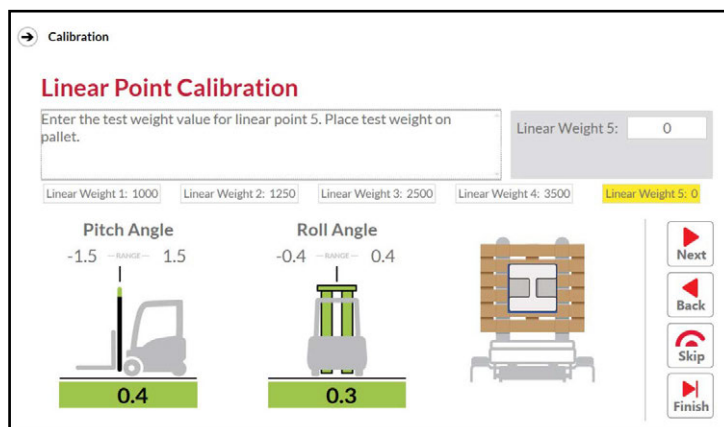 Calibration
Linear Point Calibration
Enter the test weight value for linear point 5. Place test weight on
pallet.
Linear Weight 5: 0
Linear Weight 1: 1000 Linear Weight 2: 1250 Linear Weight 3: 2500 Linear Weight 4: 3500 Linear Weight 5: 0
Pitch Angle
-1.5 —RANGE— 1.5
0.4
Roll Angle
-0.4 —RANGE— 0.4
0.3
Next
Back
Skip
Finish